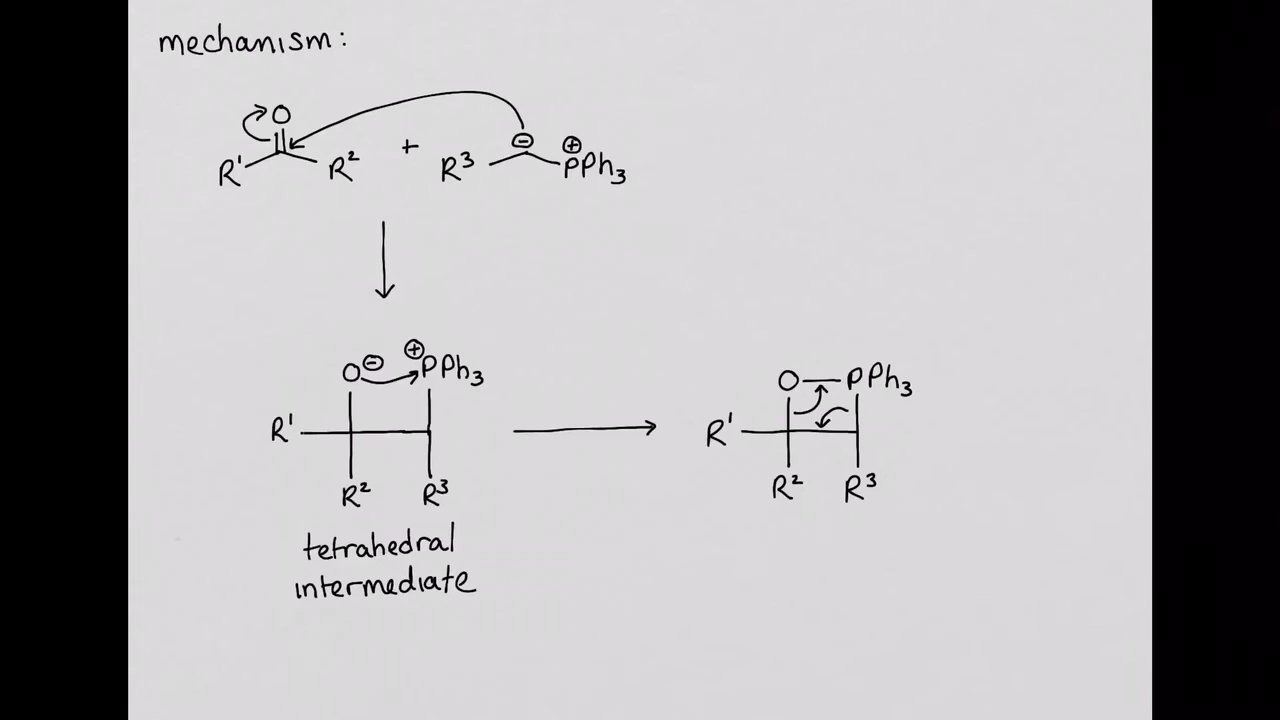 mechanism:
O
R¹ R² + R³ ⊖ ⊕ PPh₃
O⊖ ⊕PPh₃
R¹
R² R³
tetrahedral
intermediate
O PPh₃
R¹
R² R³